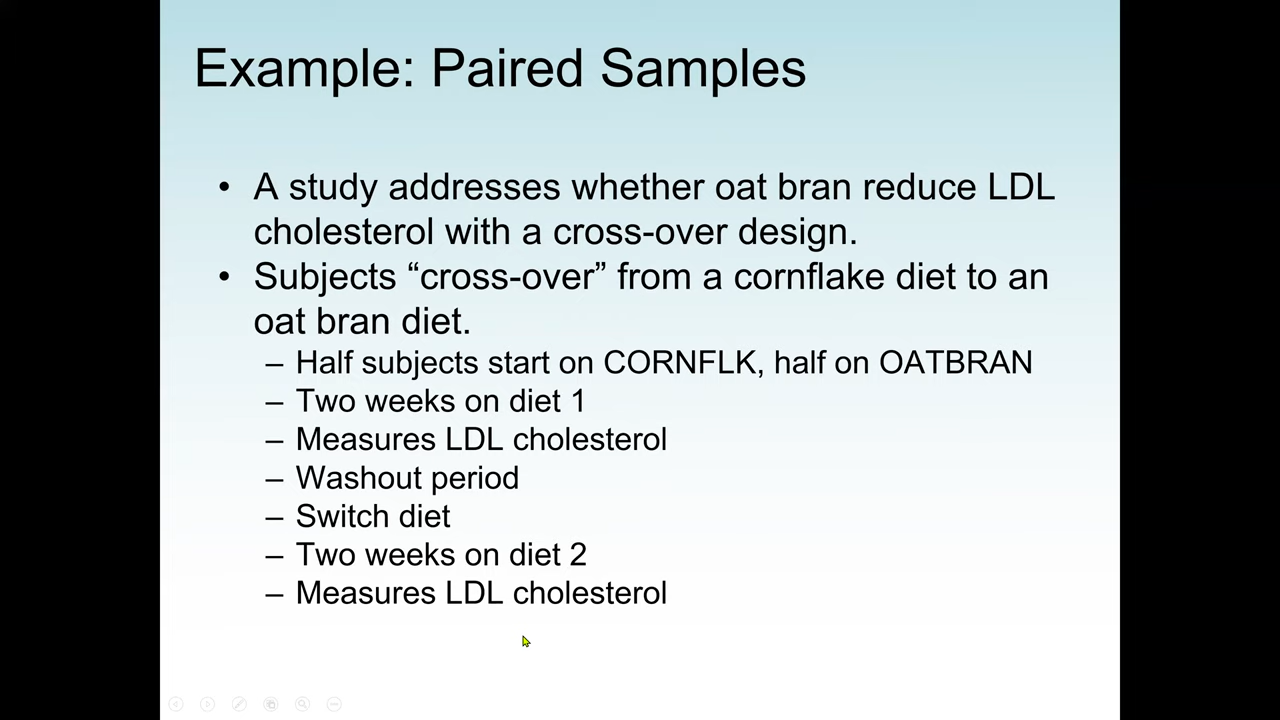 Example: Paired Samples
• A study addresses whether oat bran reduce LDL
cholesterol with a cross-over design.
• Subjects “cross-over” from a cornflake diet to an
oat bran diet.
– Half subjects start on CORNFLK, half on OATBRAN
– Two weeks on diet 1
– Measures LDL cholesterol
– Washout period
– Switch diet
– Two weeks on diet 2
– Measures LDL cholesterol